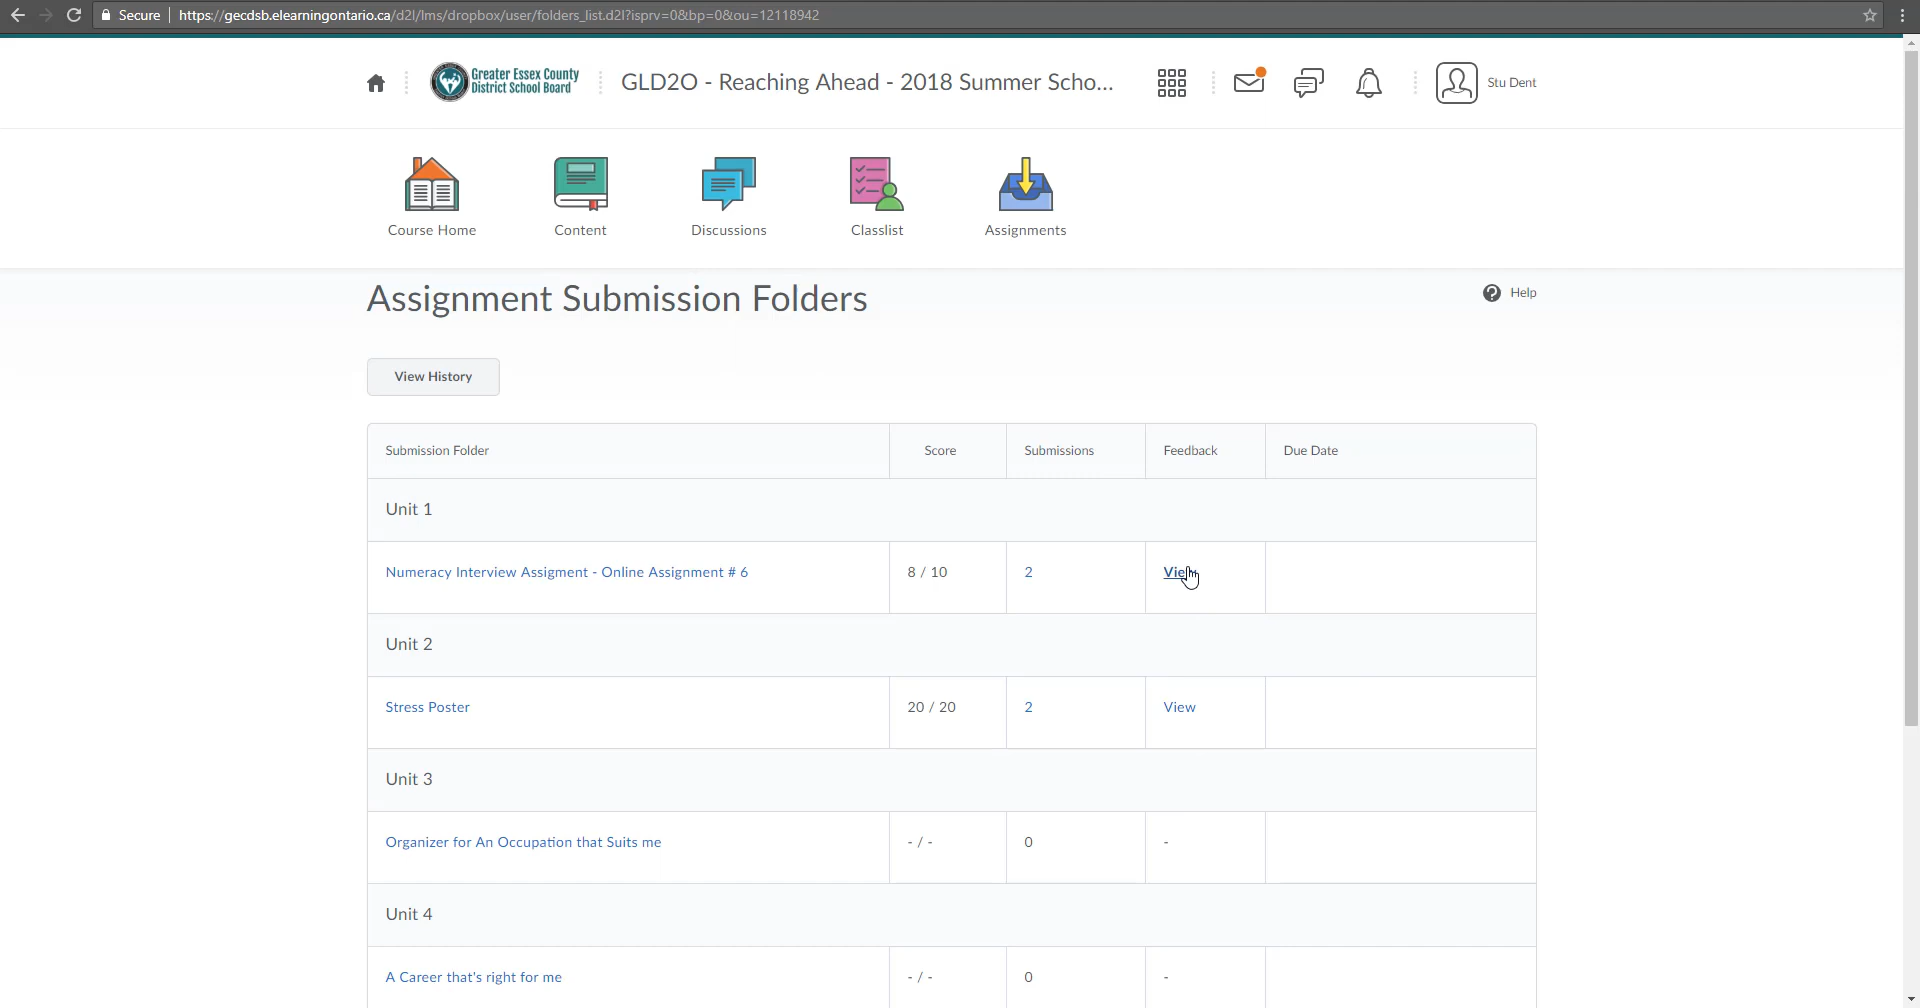 Secure https://gecdsb.elearningontario.ca/d2l/lms/dropbox/user/folders_list.d2l?isprv=0&bp=0&ou=12118942
Greater Essex County
District School Board
GLD2O - Reaching Ahead - 2018 Summer Scho...
Stu Dent
Course Home Content Discussions Classlist Assignments
Assignment Submission Folders
Help
View History
Submission Folder Score Submissions Feedback Due Date
Unit 1
Numeracy Interview Assigment - Online Assignment # 6 8 / 10 2 View
Unit 2
Stress Poster 20 / 20 2 View
Unit 3
Organizer for An Occupation that Suits me - / - 0 -
Unit 4
A Career that's right for me - / - 0 -